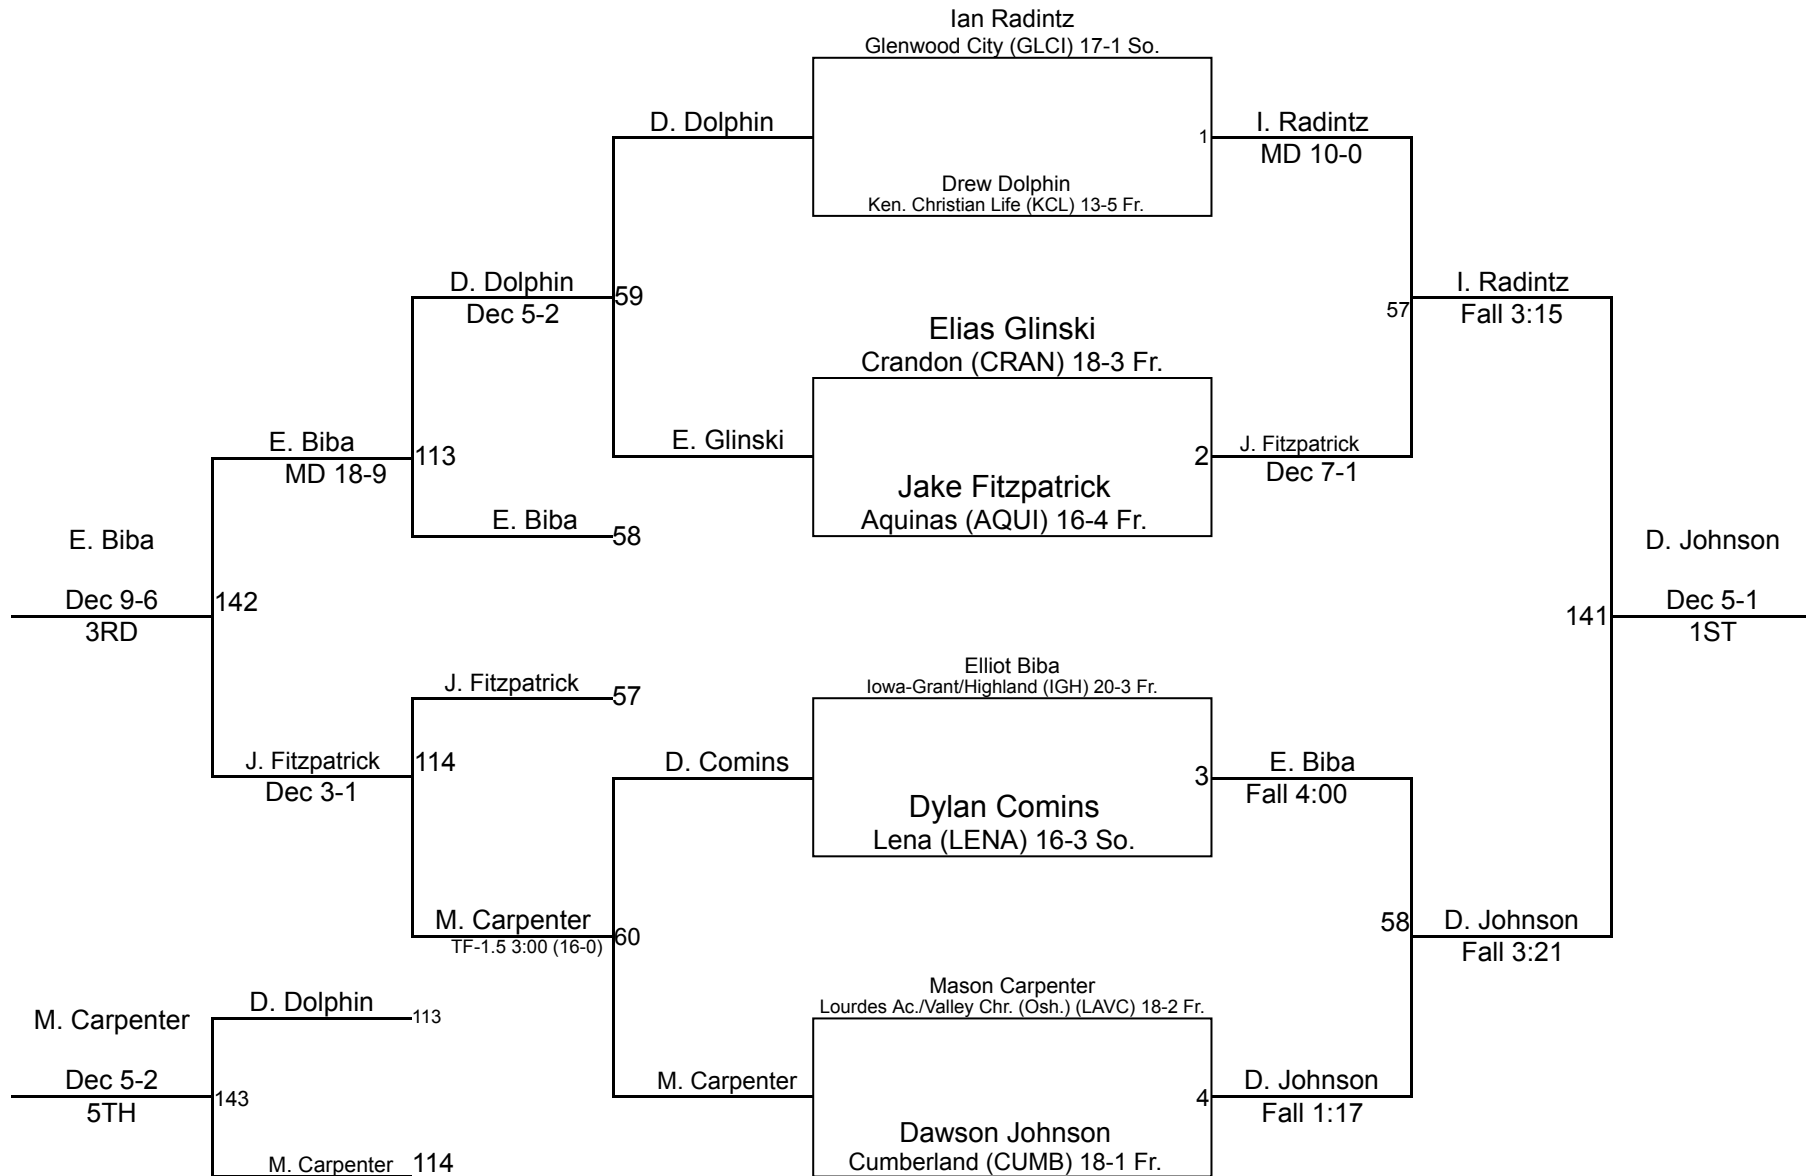 Ian Radintz
Glenwood City (GLCI) 17-1 So.
D. Dolphin
1
I. Radintz
MD 10-0
Drew Dolphin
Ken. Christian Life (KCL) 13-5 Fr.
D. Dolphin
Dec 5-2
59
57
I. Radintz
Fall 3:15
Elias Glinski
Crandon (CRAN) 18-3 Fr.
E. Biba
MD 18-9
113
E. Glinski
2
J. Fitzpatrick
Dec 7-1
Jake Fitzpatrick
Aquinas (AQUI) 16-4 Fr.
E. Biba
58
E. Biba
Dec 9-6
3RD
142
141
D. Johnson
Dec 5-1
1ST
J. Fitzpatrick
57
Elliot Biba
Iowa-Grant/Highland (IGH) 20-3 Fr.
J. Fitzpatrick
Dec 3-1
114
D. Comins
3
E. Biba
Fall 4:00
Dylan Comins
Lena (LENA) 16-3 So.
M. Carpenter
TF-1.5 3:00 (16-0)
60
58
D. Johnson
Fall 3:21
Mason Carpenter
Lourdes Ac./Valley Chr. (Osh.) (LAVC) 18-2 Fr.
M. Carpenter
Dec 5-2
5TH
D. Dolphin
113
143
M. Carpenter
4
D. Johnson
Fall 1:17
Dawson Johnson
Cumberland (CUMB) 18-1 Fr.
M. Carpenter
114